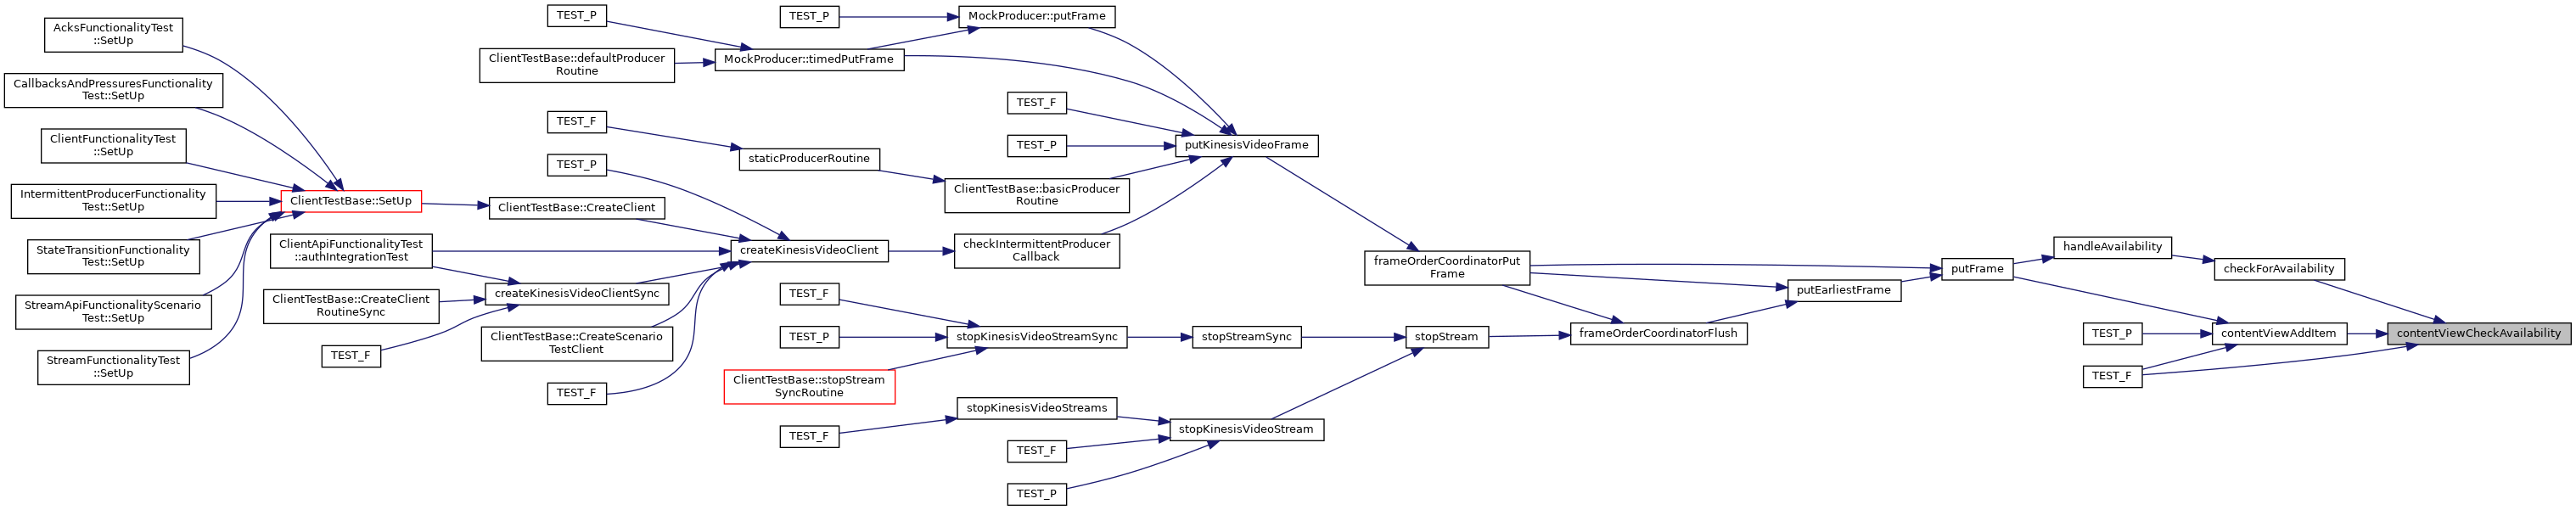 AcksFunctionalityTest
::SetUp
CallbacksAndPressuresFunctionality
Test::SetUp
ClientFunctionalityTest
::SetUp
IntermittentProducerFunctionality
Test::SetUp
StateTransitionFunctionality
Test::SetUp
StreamApiFunctionalityScenario
Test::SetUp
StreamFunctionalityTest
::SetUp
ClientTestBase::SetUp
ClientApiFunctionalityTest
::authIntegrationTest
ClientTestBase::CreateClient
RoutineSync
TEST_F
TEST_P
ClientTestBase::defaultProducer
Routine
TEST_F
TEST_P
ClientTestBase::CreateClient
createKinesisVideoClientSync
ClientTestBase::CreateScenario
TestClient
TEST_F
TEST_P
MockProducer::timedPutFrame
staticProducerRoutine
createKinesisVideoClient
TEST_F
TEST_P
ClientTestBase::stopStream
SyncRoutine
TEST_F
MockProducer::putFrame
TEST_F
TEST_P
ClientTestBase::basicProducer
Routine
checkIntermittentProducer
Callback
stopKinesisVideoStreamSync
stopKinesisVideoStreams
TEST_F
TEST_P
putKinesisVideoFrame
stopStreamSync
stopKinesisVideoStream
frameOrderCoordinatorPut
Frame
stopStream
frameOrderCoordinatorFlush
putEarliestFrame
putFrame
handleAvailability
TEST_P
TEST_F
checkForAvailability
contentViewAddItem
contentViewCheckAvailability